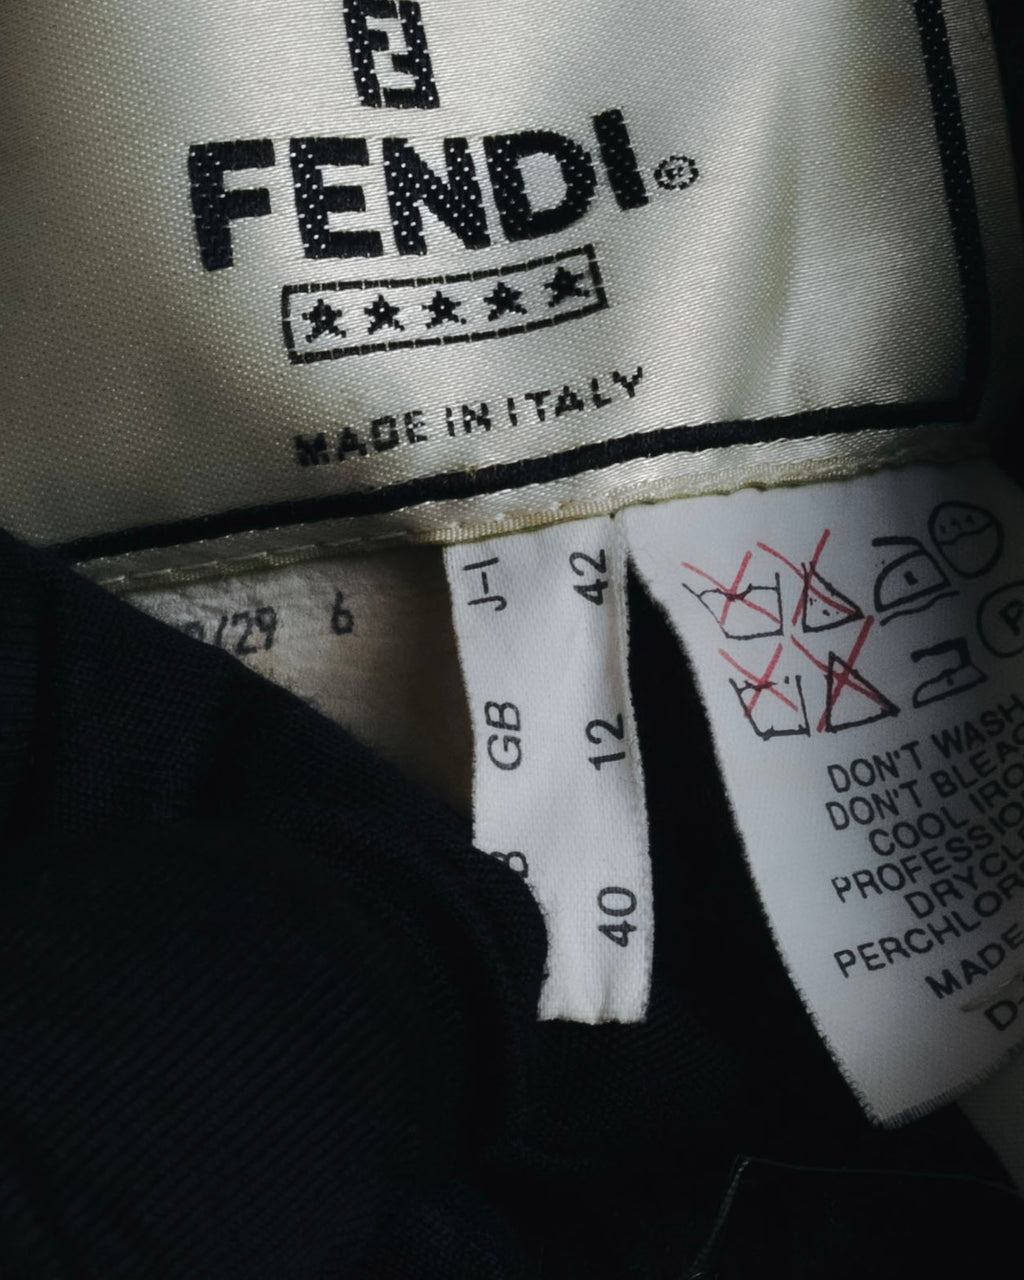 FENDI®
MADE IN ITALY
/29 6
J-I 42
GB 12
B 40
P
DON'T WASH
DON'T BLEAC
COOL IRO
PROFESSIO
DRYCLE
PERCHLOR
MADE
D-